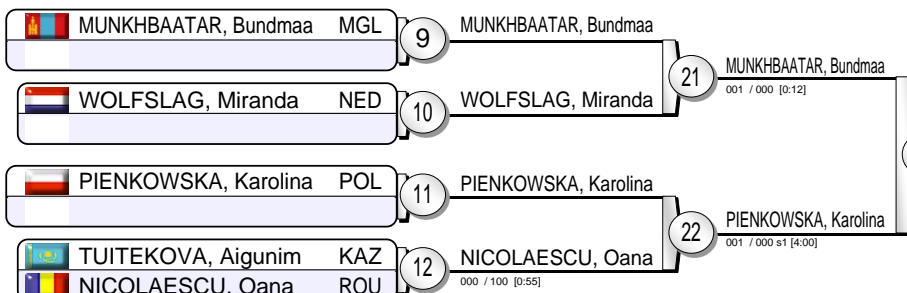 MUNKHBAATAR, Bundmaa MGL
9
MUNKHBAATAR, Bundmaa
21
MUNKHBAATAR, Bundmaa
001 / 000 [0:12]
WOLFSLAG, Miranda NED
10
WOLFSLAG, Miranda
PIENKOWSKA, Karolina POL
11
PIENKOWSKA, Karolina
22
PIENKOWSKA, Karolina
001 / 000 s1 [4:00]
TUITEKOVA, Aigunim KAZ
12
NICOLAESCU, Oana
000 / 100 [0:55]
NICOLAESCU, Oana ROU